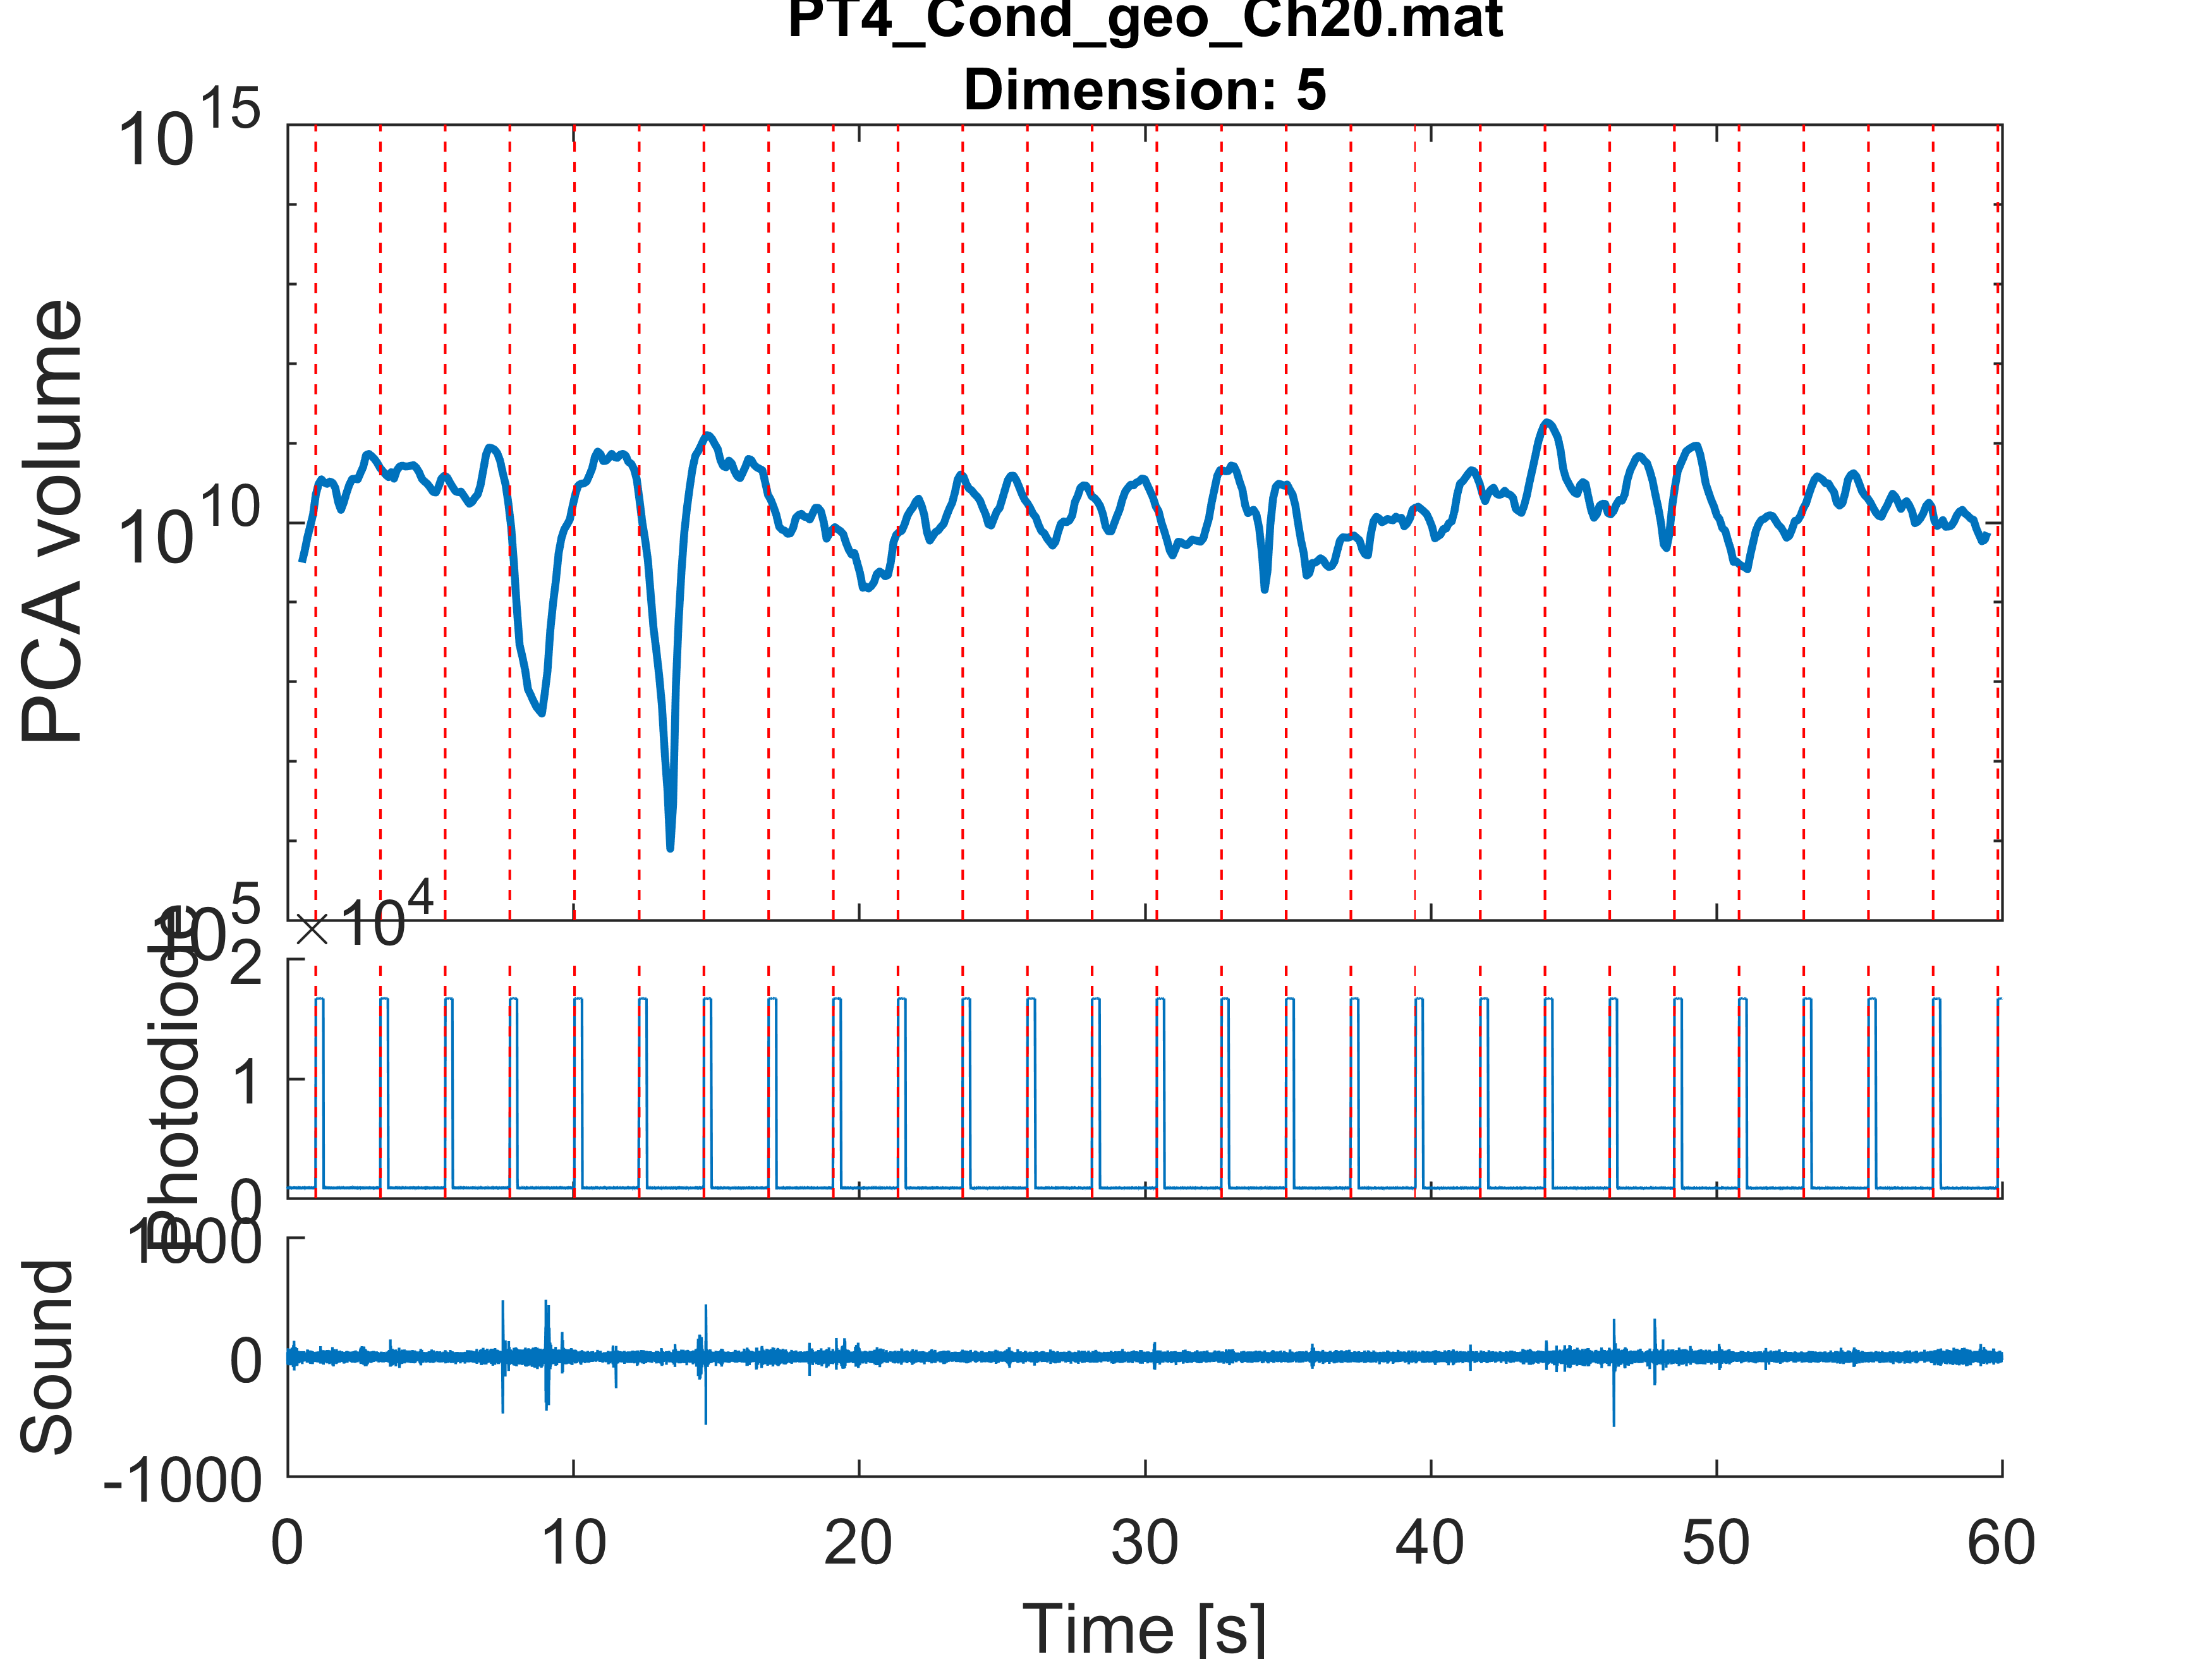 PT4_Cond_geo_Ch20.mat
Dimension: 5
PCA volume
10^15
10^10
10^5
×10^4
Photodiode
2
1
0
Sound
1000
0
-1000
0 10 20 30 40 50 60
Time [s]